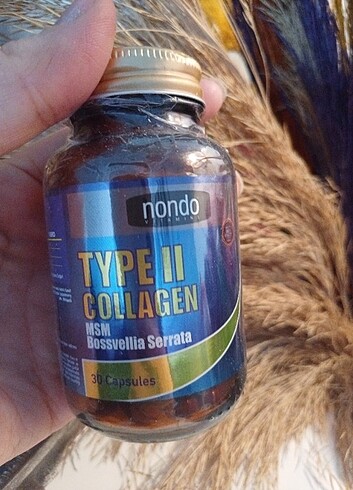 nondo
VITAMINS
TYPE II
COLLAGEN
MSM
Bossvellia Serrata
30 Capsules